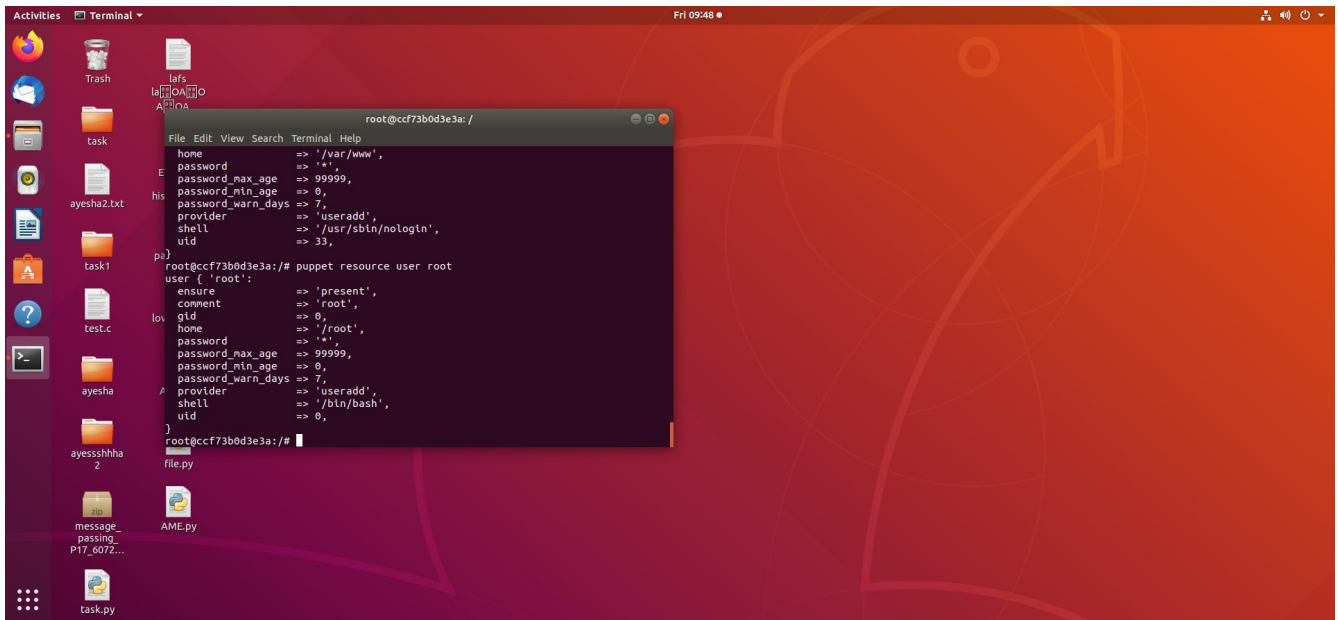 Activities Terminal Fri 09:48
Trash
lafs
task
ayesha2.txt
task1
test.c
ayesha
ayessshhha
2
message_
passing_
P17_6072...
task.py
file.py
AME.py
root@ccf73b0d3e3a: /
File Edit View Search Terminal Help
home => '/var/www',
password => '*',
password_max_age => 99999,
password_min_age => 0,
password_warn_days => 7,
provider => 'useradd',
shell => '/usr/sbin/nologin',
uid => 33,
}
root@ccf73b0d3e3a:/# puppet resource user root
user { 'root':
ensure => 'present',
comment => 'root',
gid => 0,
home => '/root',
password => '*',
password_max_age => 99999,
password_min_age => 0,
password_warn_days => 7,
provider => 'useradd',
shell => '/bin/bash',
uid => 0,
}
root@ccf73b0d3e3a:/#